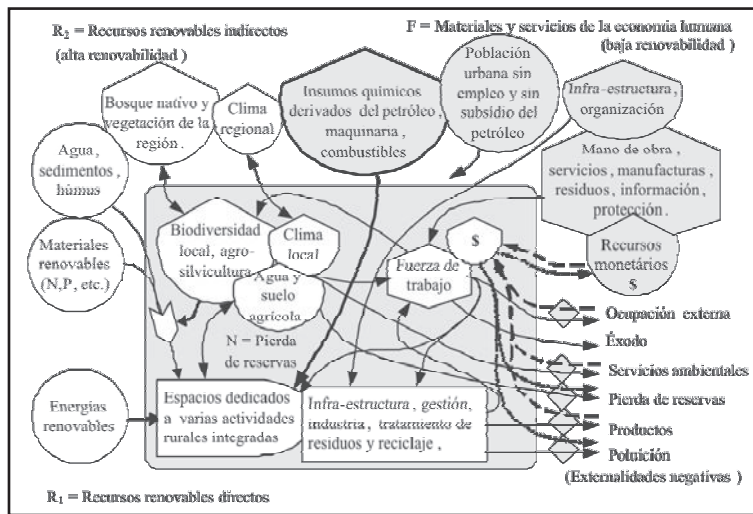 R2 = Recursos renovables indirectos
(alta renovabilidad )
F = Materiales y servicios de la economia humana
(baja renovabilidad )
Bosque nativo y
vegetación de la
región .
Clima
regional
Insumos químicos
derivados del petróleo ,
maquinaria ,
combustibles
Población
urbana sin
empleo y sin
subsidio del
petróleo
Infra-estructura ,
organización
Agua ,
sedimentos ,
húmus
Mano de obra ,
servicios , manufacturas ,
residuos , información ,
protección .
Materiales
renovables
(N,P, etc.)
Biodiversidad
local, agro-
silvicultura
Clima
local
Agua y
suelo
agrícola
Fuerza de
trabajo
$
Recursos
monetários
$
N = Pierda
de reservas
Ocupación externa
Éxodo
Servicios ambientales
Pierda de reservas
Productos
Poluición
(Externalidades negativas )
Energías
renovables
Espacios dedicados
a varias actividades
rurales integradas
Infra-estructura , gestión,
industria , tratamiento de
residuos y reciclaje ,
R1 = Recursos renovables directos